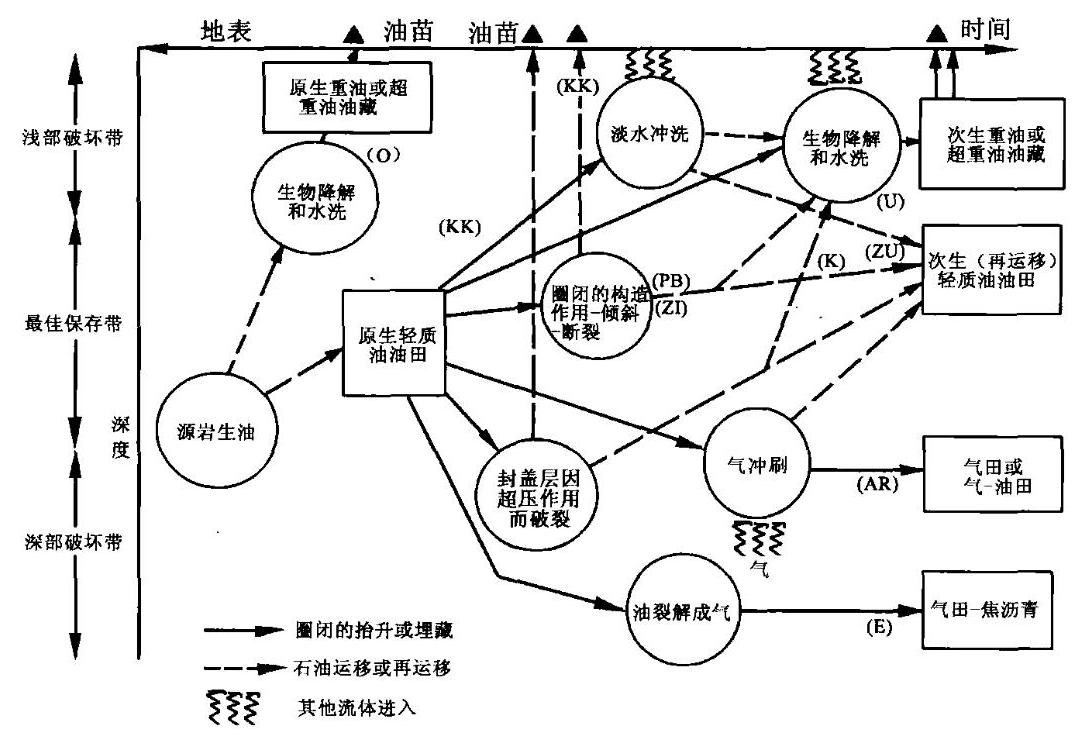 地表
油苗
油苗
时间
浅部破坏带
最佳保存带
深部破坏带
深
度
原生重油或超
重油油藏
(O)
生物降解
和水洗
源岩生油
原生轻质
油油田
(KK)
(KK)
淡水冲洗
生物降解
和水洗
次生重油或
超重油油藏
(U)
(ZU)
(K)
次生（再运移）
轻质油油田
圈闭的构造
作用-倾斜
-断裂
(PB)
(ZI)
封盖层因
超压作用
而破裂
气冲刷
气
(AR)
气田或
气-油田
油裂解成气
(E)
气田-焦沥青
圈闭的抬升或埋藏
石油运移或再运移
其他流体进入